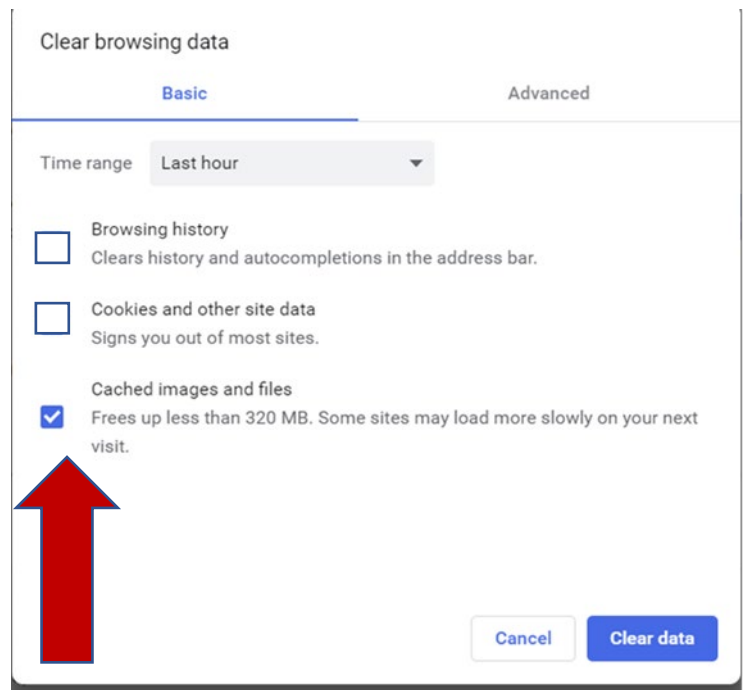 Clear browsing data
Basic
Advanced
Time range
Last hour
Browsing history
Clears history and autocompletions in the address bar.
Cookies and other site data
Signs you out of most sites.
Cached images and files
Frees up less than 320 MB. Some sites may load more slowly on your next
visit.
Cancel
Clear data